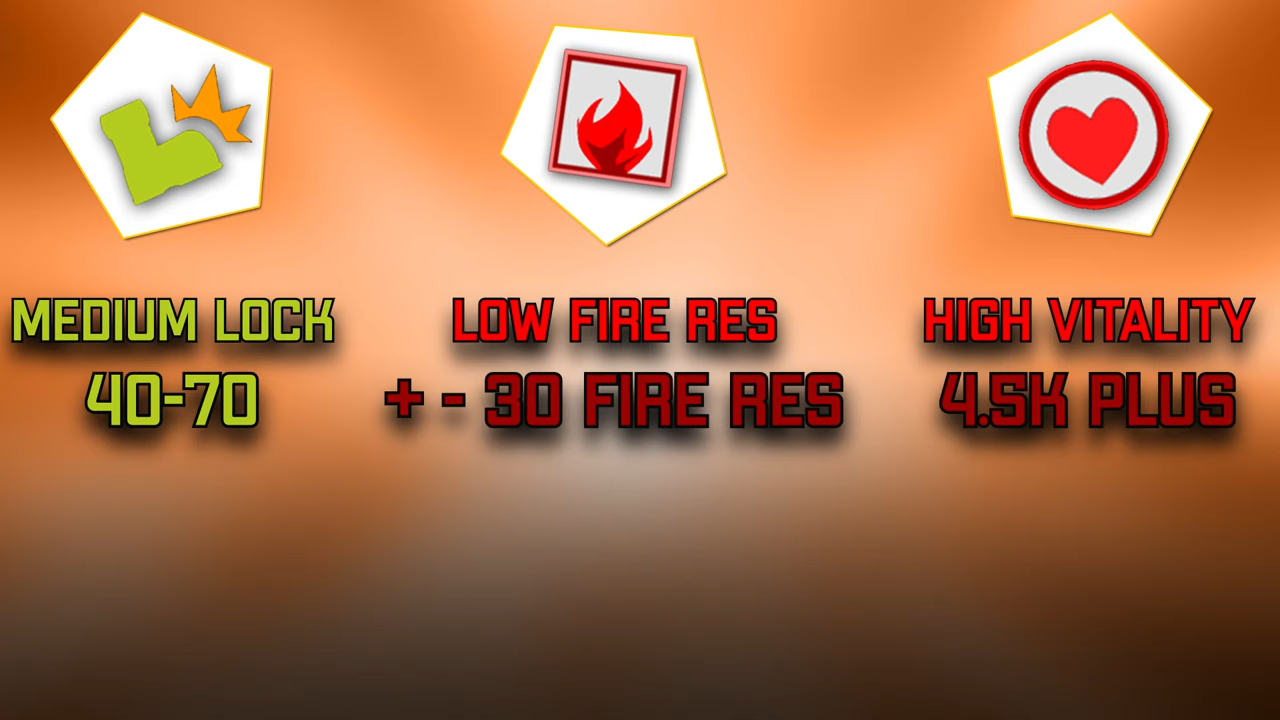 MEDIUM LOCK
40-70
LOW FIRE RES
+ - 30 FIRE RES
HIGH VITALITY
4.5K PLUS